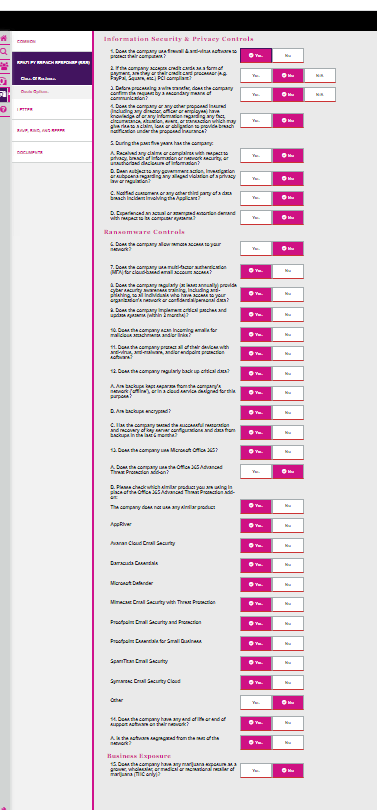 COMMON
Information Security & Privacy Controls
1. Does the company use firewall & anti-virus software to
protect their computers?
Yes
No
BEAZLEY BREACH RESPONSE (BBR)
Class Of Business
2. If the company accepts credit cards as a form of
payment, are they or their credit card processor (e.g.
PayPal, Square, etc.) PCI compliant?
Yes
No
N/A
Quote Options
3. Before processing a wire transfer, does the company
confirm the request by a secondary means of
communication?
Yes
No
N/A
LETTER
4. Does the company or any other proposed insured
(including any director, officer or employee) have
knowledge of or any information regarding any fact,
circumstance, situation, event, or transaction which may
give rise to a claim, loss or obligation to provide breach
notification under the proposed insurance?
Yes
No
SAVE, BIND, AND REFER
5. During the past five years has the company:
DOCUMENTS
A. Received any claims or complaints with respect to
privacy, breach of information or network security, or
unauthorized disclosure of information?
Yes
No
B. Been subject to any government action, investigation
or subpoena regarding any alleged violation of a privacy
law or regulation?
Yes
No
C. Notified customers or any other third party of a data
breach incident involving the Applicant?
Yes
No
D. Experienced an actual or attempted extortion demand
with respect to its computer systems?
Yes
No
Ransomware Controls
6. Does the company allow remote access to your
network?
Yes
No
7. Does the company use multi-factor authentication
(MFA) for cloud-based email account access?
Yes
No
8. Does the company regularly (at least annually) provide
cyber security awareness training, including anti-
phishing, to all individuals who have access to your
organization's network or confidential/personal data?
Yes
No
9. Does the company implement critical patches and
update systems (within 2 months)?
Yes
No
10. Does the company scan incoming emails for
malicious attachments and/or links?
Yes
No
11. Does the company protect all of their devices with
anti-virus, anti-malware, and/or endpoint protection
software?
Yes
No
12. Does the company regularly back up critical data?
Yes
No
A. Are backups kept separate from the company's
network ('offline'), or in a cloud service designed for this
purpose?
Yes
No
B. Are backups encrypted?
Yes
No
C. Has the company tested the successful restoration
and recovery of key server configurations and data from
backups in the last 6 months?
Yes
No
13. Does the company use Microsoft Office 365?
Yes
No
A. Does the company use the Office 365 Advanced
Threat Protection add-on?
Yes
No
B. Please check which similar product you are using in
place of the Office 365 Advanced Threat Protection add-
on:
The company does not use any similar product
Yes
No
AppRiver
Yes
No
Avanan Cloud Email Security
Yes
No
Barracuda Essentials
Yes
No
Microsoft Defender
Yes
No
Mimecast Email Security with Threat Protection
Yes
No
Proofpoint Email Security and Protection
Yes
No
Proofpoint Essentials for Small Business
Yes
No
SpamTitan Email Security
Yes
No
Symantec Email Security Cloud
Yes
No
Other
Yes
No
14. Does the company have any end of life or end of
support software on their network?
Yes
No
A. Is the software segregated from the rest of the
network?
Yes
No
Business Exposure
15. Does the company have any marijuana exposure as a
grower, wholesaler, or medical or recreational retailer of
marijuana (THC only)?
Yes
No